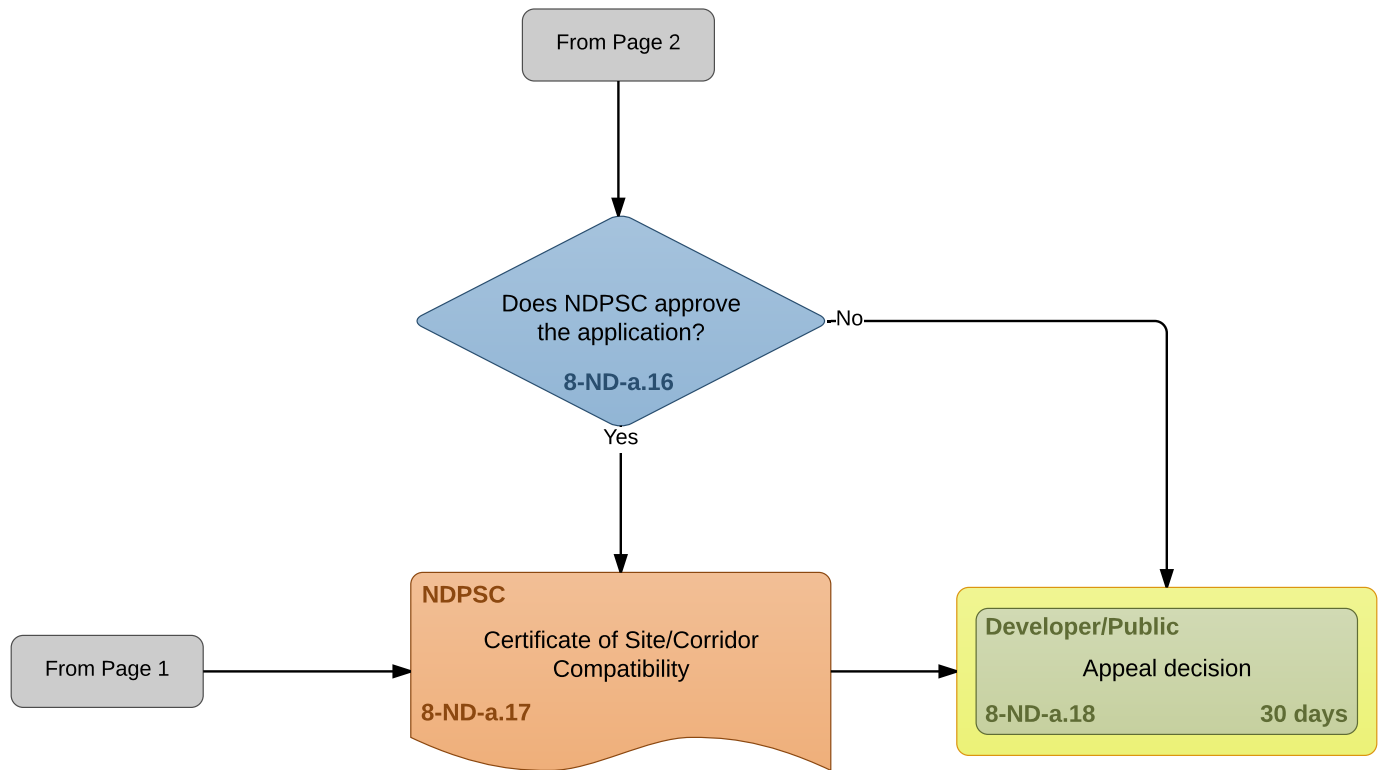 From Page 2
Does NDPSC approve
the application?
8-ND-a.16
No
Yes
NDPSC
Certificate of Site/Corridor
Compatibility
8-ND-a.17
From Page 1
Developer/Public
Appeal decision
8-ND-a.18
30 days